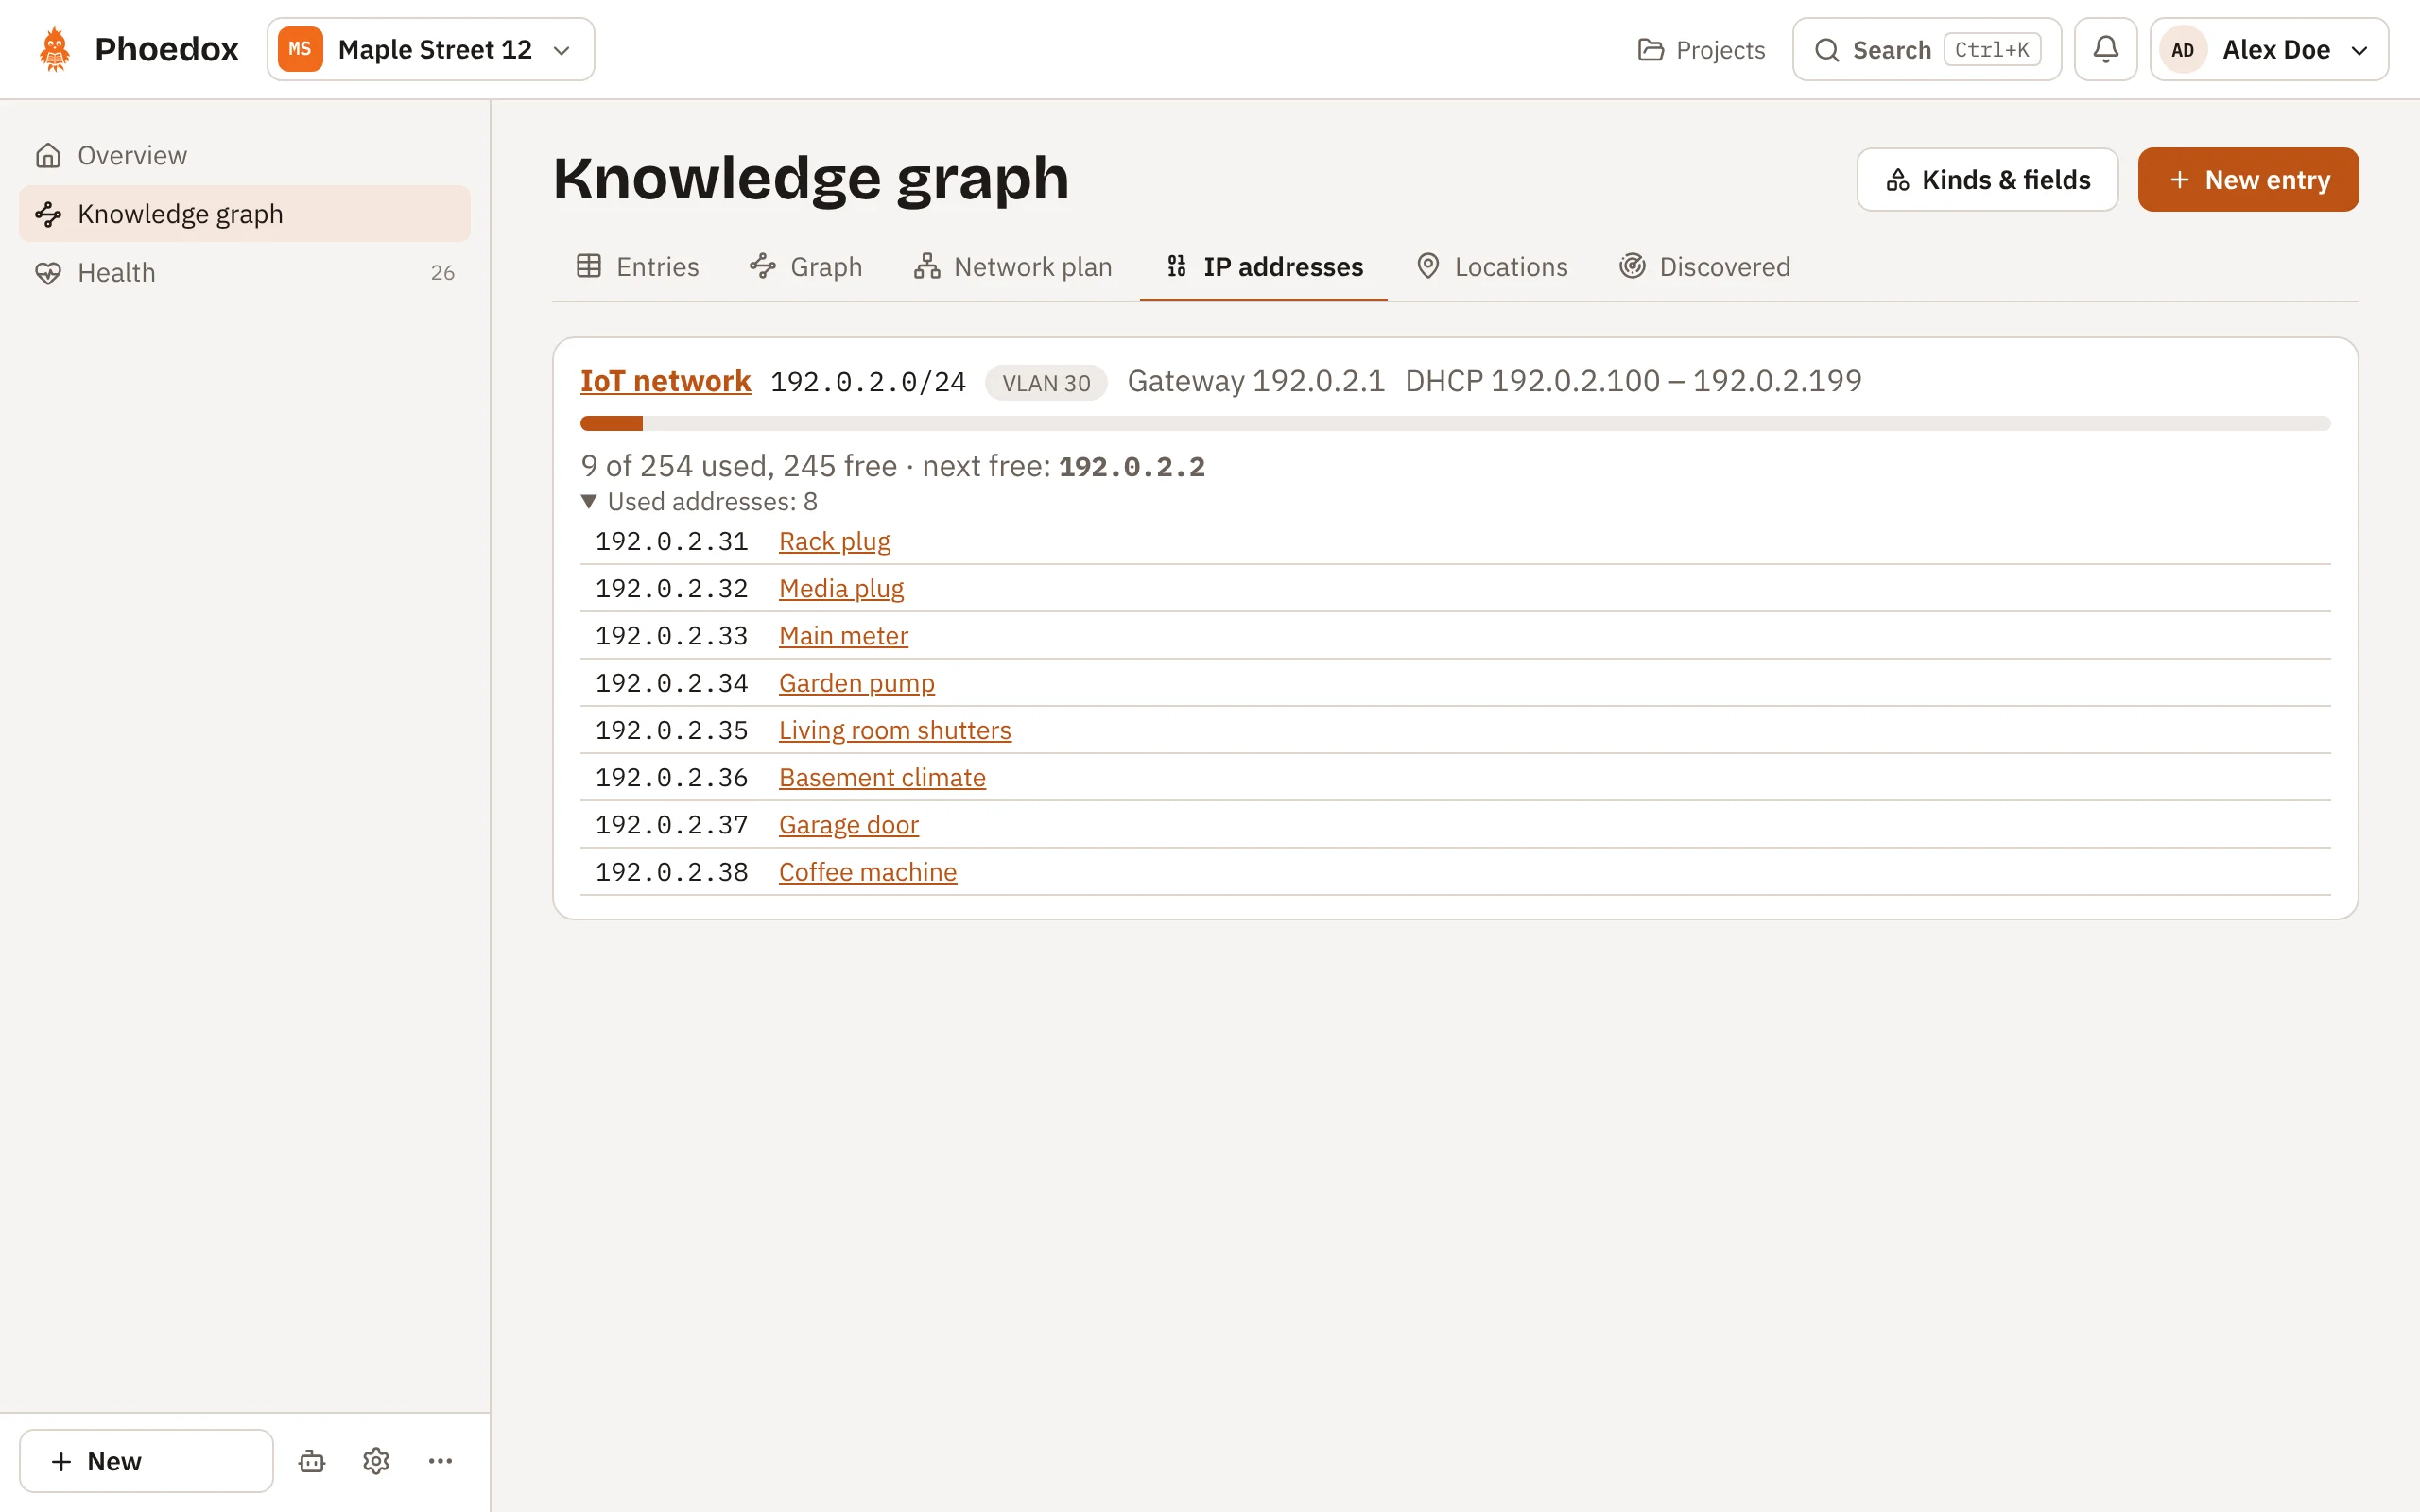 Phoedox
MS Maple Street 12
Projects
Search Ctrl+K
AD Alex Doe
Overview
Knowledge graph
Health 26
Knowledge graph
Kinds & fields
New entry
Entries Graph Network plan IP addresses Locations Discovered
IoT network 192.0.2.0/24 VLAN 30 Gateway 192.0.2.1 DHCP 192.0.2.100 – 192.0.2.199
9 of 254 used, 245 free · next free: 192.0.2.2
Used addresses: 8
192.0.2.31 Rack plug
192.0.2.32 Media plug
192.0.2.33 Main meter
192.0.2.34 Garden pump
192.0.2.35 Living room shutters
192.0.2.36 Basement climate
192.0.2.37 Garage door
192.0.2.38 Coffee machine
New